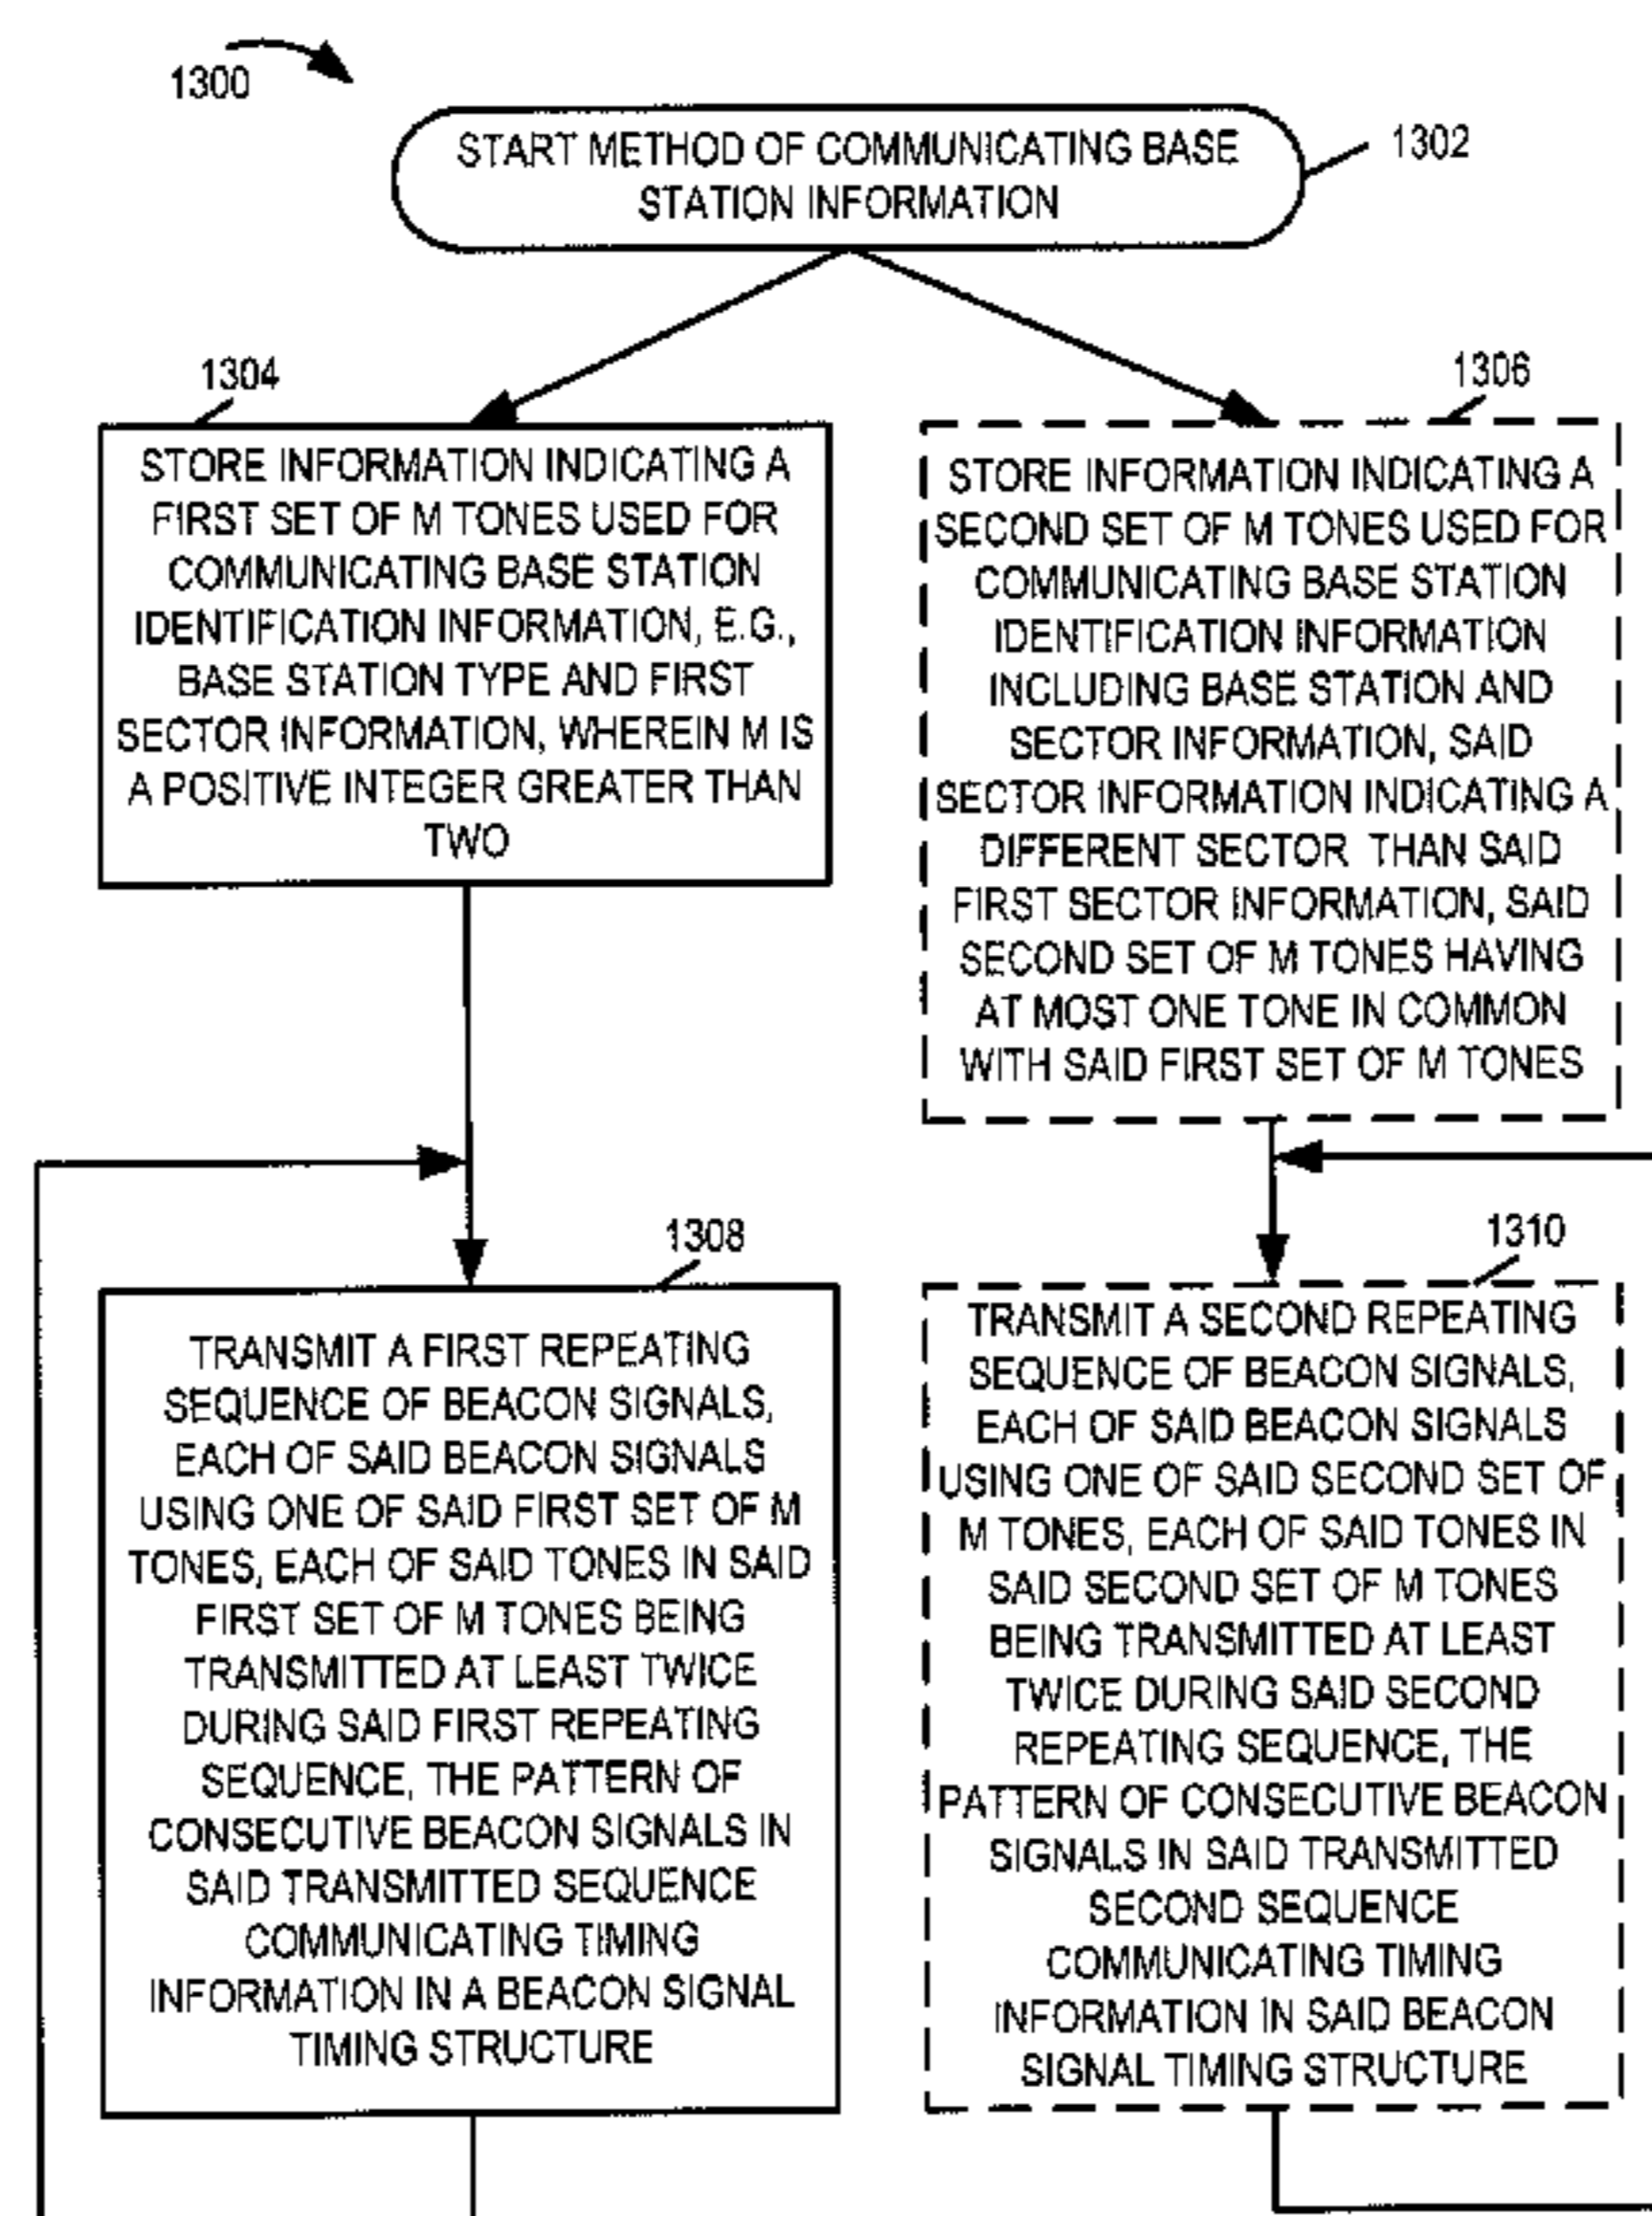 1300
START METHOD OF COMMUNICATING BASE
STATION INFORMATION
1302
1304
STORE INFORMATION INDICATING A
FIRST SET OF M TONES USED FOR
COMMUNICATING BASE STATION
IDENTIFICATION INFORMATION, E.G.,
BASE STATION TYPE AND FIRST
SECTOR INFORMATION, WHEREIN M IS
A POSITIVE INTEGER GREATER THAN
TWO
1306
STORE INFORMATION INDICATING A
SECOND SET OF M TONES USED FOR
COMMUNICATING BASE STATION
IDENTIFICATION INFORMATION
INCLUDING BASE STATION AND
SECTOR INFORMATION, SAID
SECTOR INFORMATION INDICATING A
DIFFERENT SECTOR THAN SAID
FIRST SECTOR INFORMATION, SAID
SECOND SET OF M TONES HAVING
AT MOST ONE TONE IN COMMON
WITH SAID FIRST SET OF M TONES
1308
TRANSMIT A FIRST REPEATING
SEQUENCE OF BEACON SIGNALS,
EACH OF SAID BEACON SIGNALS
USING ONE OF SAID FIRST SET OF M
TONES, EACH OF SAID TONES IN SAID
FIRST SET OF M TONES BEING
TRANSMITTED AT LEAST TWICE
DURING SAID FIRST REPEATING
SEQUENCE, THE PATTERN OF
CONSECUTIVE BEACON SIGNALS IN
SAID TRANSMITTED SEQUENCE
COMMUNICATING TIMING
INFORMATION IN A BEACON SIGNAL
TIMING STRUCTURE
1310
TRANSMIT A SECOND REPEATING
SEQUENCE OF BEACON SIGNALS,
EACH OF SAID BEACON SIGNALS
USING ONE OF SAID SECOND SET OF
M TONES, EACH OF SAID TONES IN
SAID SECOND SET OF M TONES
BEING TRANSMITTED AT LEAST
TWICE DURING SAID SECOND
REPEATING SEQUENCE, THE
PATTERN OF CONSECUTIVE BEACON
SIGNALS IN SAID TRANSMITTED
SECOND SEQUENCE
COMMUNICATING TIMING
INFORMATION IN SAID BEACON
SIGNAL TIMING STRUCTURE